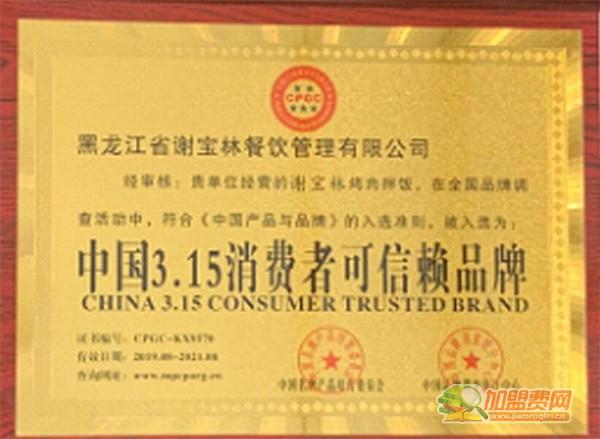 CPGC
黑龙江省谢宝林餐饮管理有限公司
经审核：贵单位经营的谢宝林烤肉拌饭，在全国品牌调
查活动中，符合《中国产品与品牌》的入选准则，被入选为：
中国3.15消费者可信赖品牌
CHINA 3.15 CONSUMER TRUSTED BRAND
证书编号：CPGC-KX9570
有效日期：2019.08-2021.08
查询网址：
加盟费网
www.jiamengfei.cn